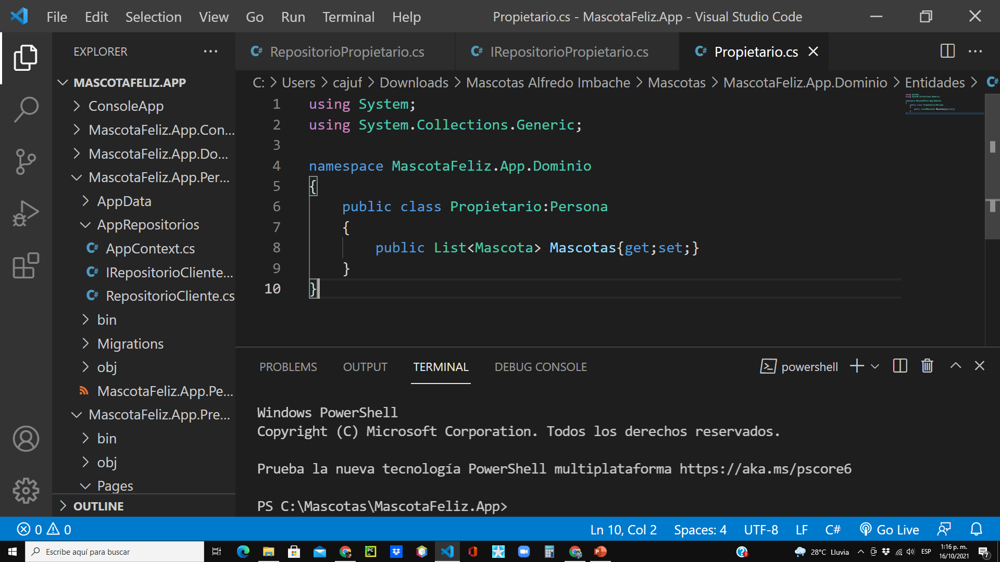 File Edit Selection View Go Run Terminal Help
Propietario.cs - MascotaFeliz.App - Visual Studio Code
EXPLORER
MASCOTAFELIZ.APP
ConsoleApp
MascotaFeliz.App.Con...
MascotaFeliz.App.Do...
MascotaFeliz.App.Per...
AppData
AppRepositorios
C# AppContext.cs
C# IRepositorioCliente...
C# RepositorioCliente.cs
bin
Migrations
obj
MascotaFeliz.App.Pe...
MascotaFeliz.App.Pre...
bin
obj
Pages
OUTLINE
C# RepositorioPropietario.cs
C# IRepositorioPropietario.cs
C# Propietario.cs
C: > Users > cajuf > Downloads > Mascotas Alfredo Imbache > Mascotas > MascotaFeliz.App.Dominio > Entidades > C#
1 using System;
2 using System.Collections.Generic;
3
4 namespace MascotaFeliz.App.Dominio
5 {
6 public class Propietario:Persona
7 {
8 public List<Mascota> Mascotas{get;set;}
9 }
10 }
PROBLEMS OUTPUT TERMINAL DEBUG CONSOLE
powershell
Windows PowerShell
Copyright (C) Microsoft Corporation. Todos los derechos reservados.
Prueba la nueva tecnología PowerShell multiplataforma https://aka.ms/pscore6
PS C:\Mascotas\MascotaFeliz.App>
0 0
Ln 10, Col 2 Spaces: 4 UTF-8 LF C# Go Live
Escribe aquí para buscar
PC
28°C Lluvia
ESP
1:16 p. m.
16/10/2021
7